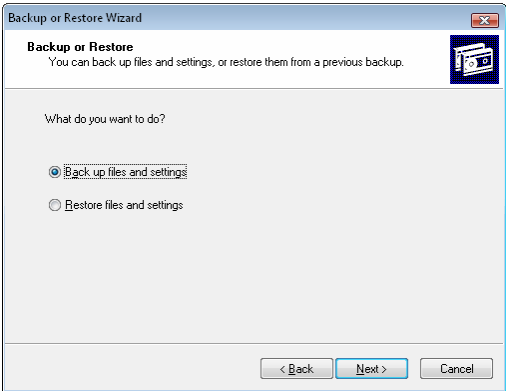 Backup or Restore Wizard
Backup or Restore
You can back up files and settings, or restore them from a previous backup.
What do you want to do?
Back up files and settings
Restore files and settings
< Back
Next >
Cancel